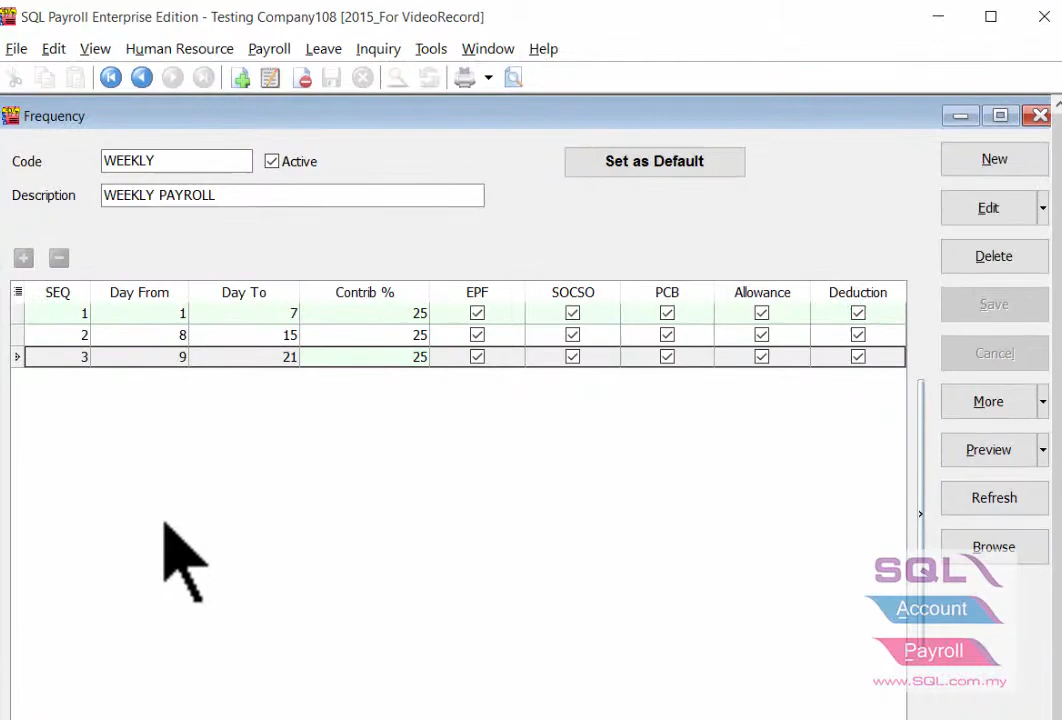 SQL Payroll Enterprise Edition - Testing Company108 [2015_For VideoRecord]
File Edit View Human Resource Payroll Leave Inquiry Tools Window Help
Frequency
Code WEEKLY Active Set as Default New
Description WEEKLY PAYROLL
Edit
Delete
SEQ Day From Day To Contrib % EPF SOCSO PCB Allowance Deduction
1 1 7 25
Save
2 8 15 25
3 9 21 25
Cancel
More
Preview
Refresh
Browse
SQL
Account
Payroll
www.SQL.com.my